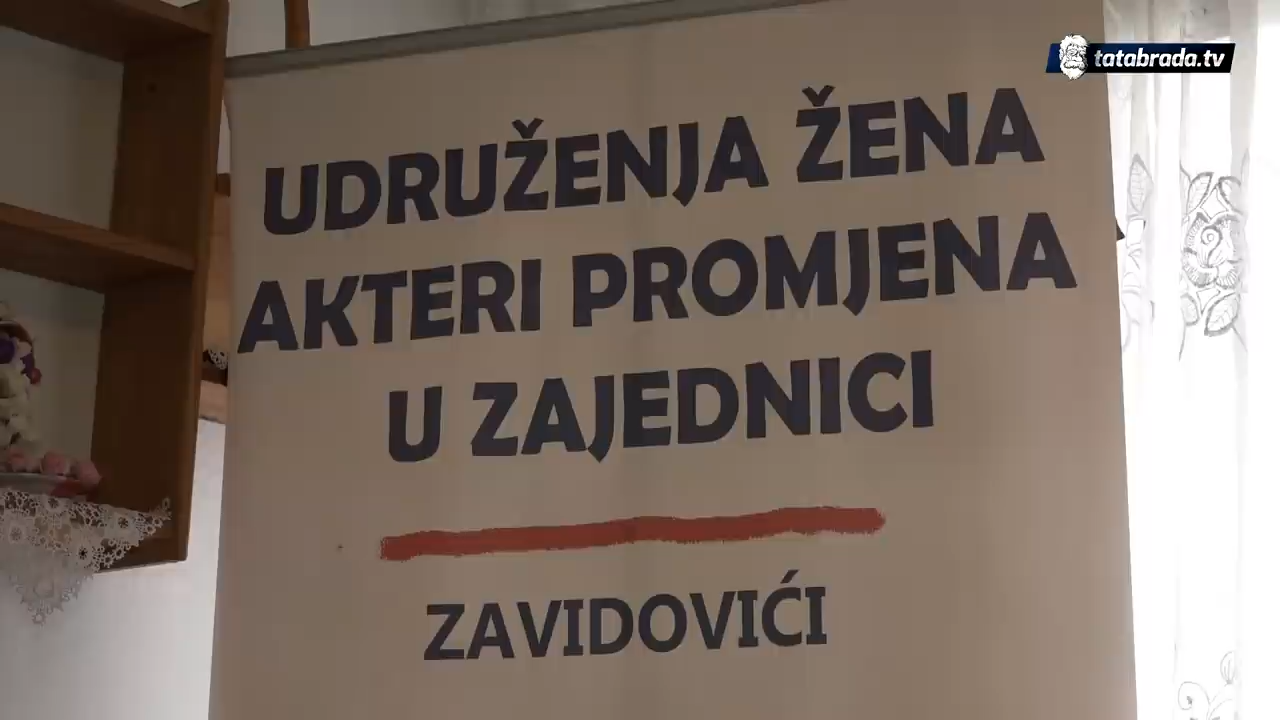 tatabrada.tv
UDRUŽENJA ŽENA
AKTERI PROMJENA
U ZAJEDNICI
ZAVIDOVIĆI